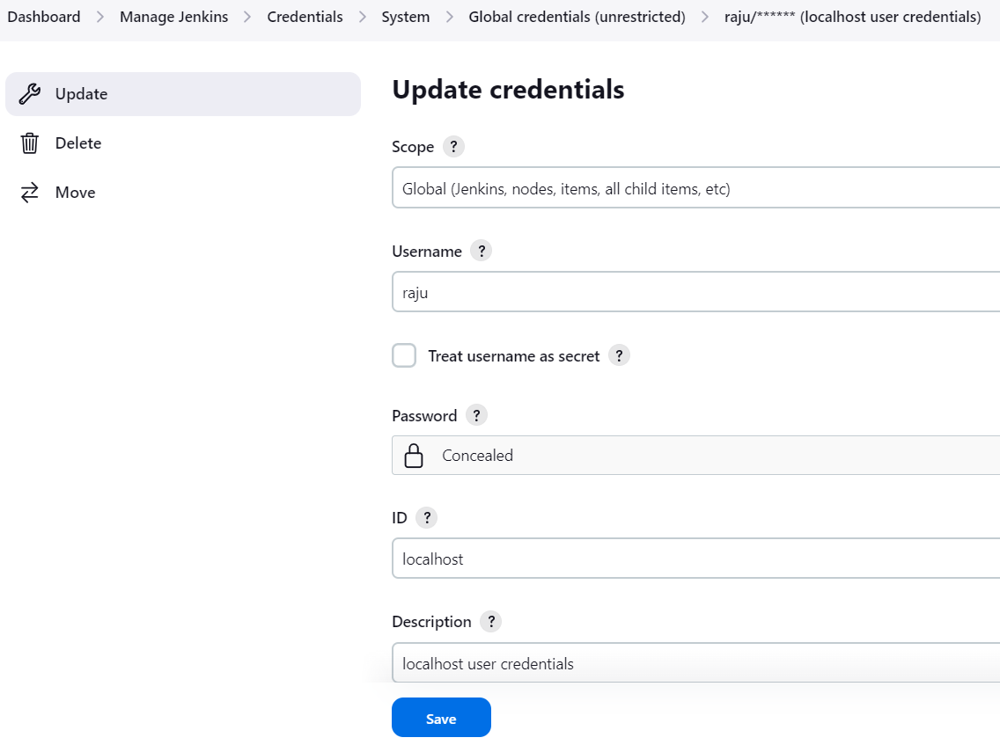 Dashboard > Manage Jenkins > Credentials > System > Global credentials (unrestricted) > raju/****** (localhost user credentials)
Update
Delete
Move
Update credentials
Scope ?
Global (Jenkins, nodes, items, all child items, etc)
Username ?
raju
Treat username as secret ?
Password ?
Concealed
ID ?
localhost
Description ?
localhost user credentials
Save